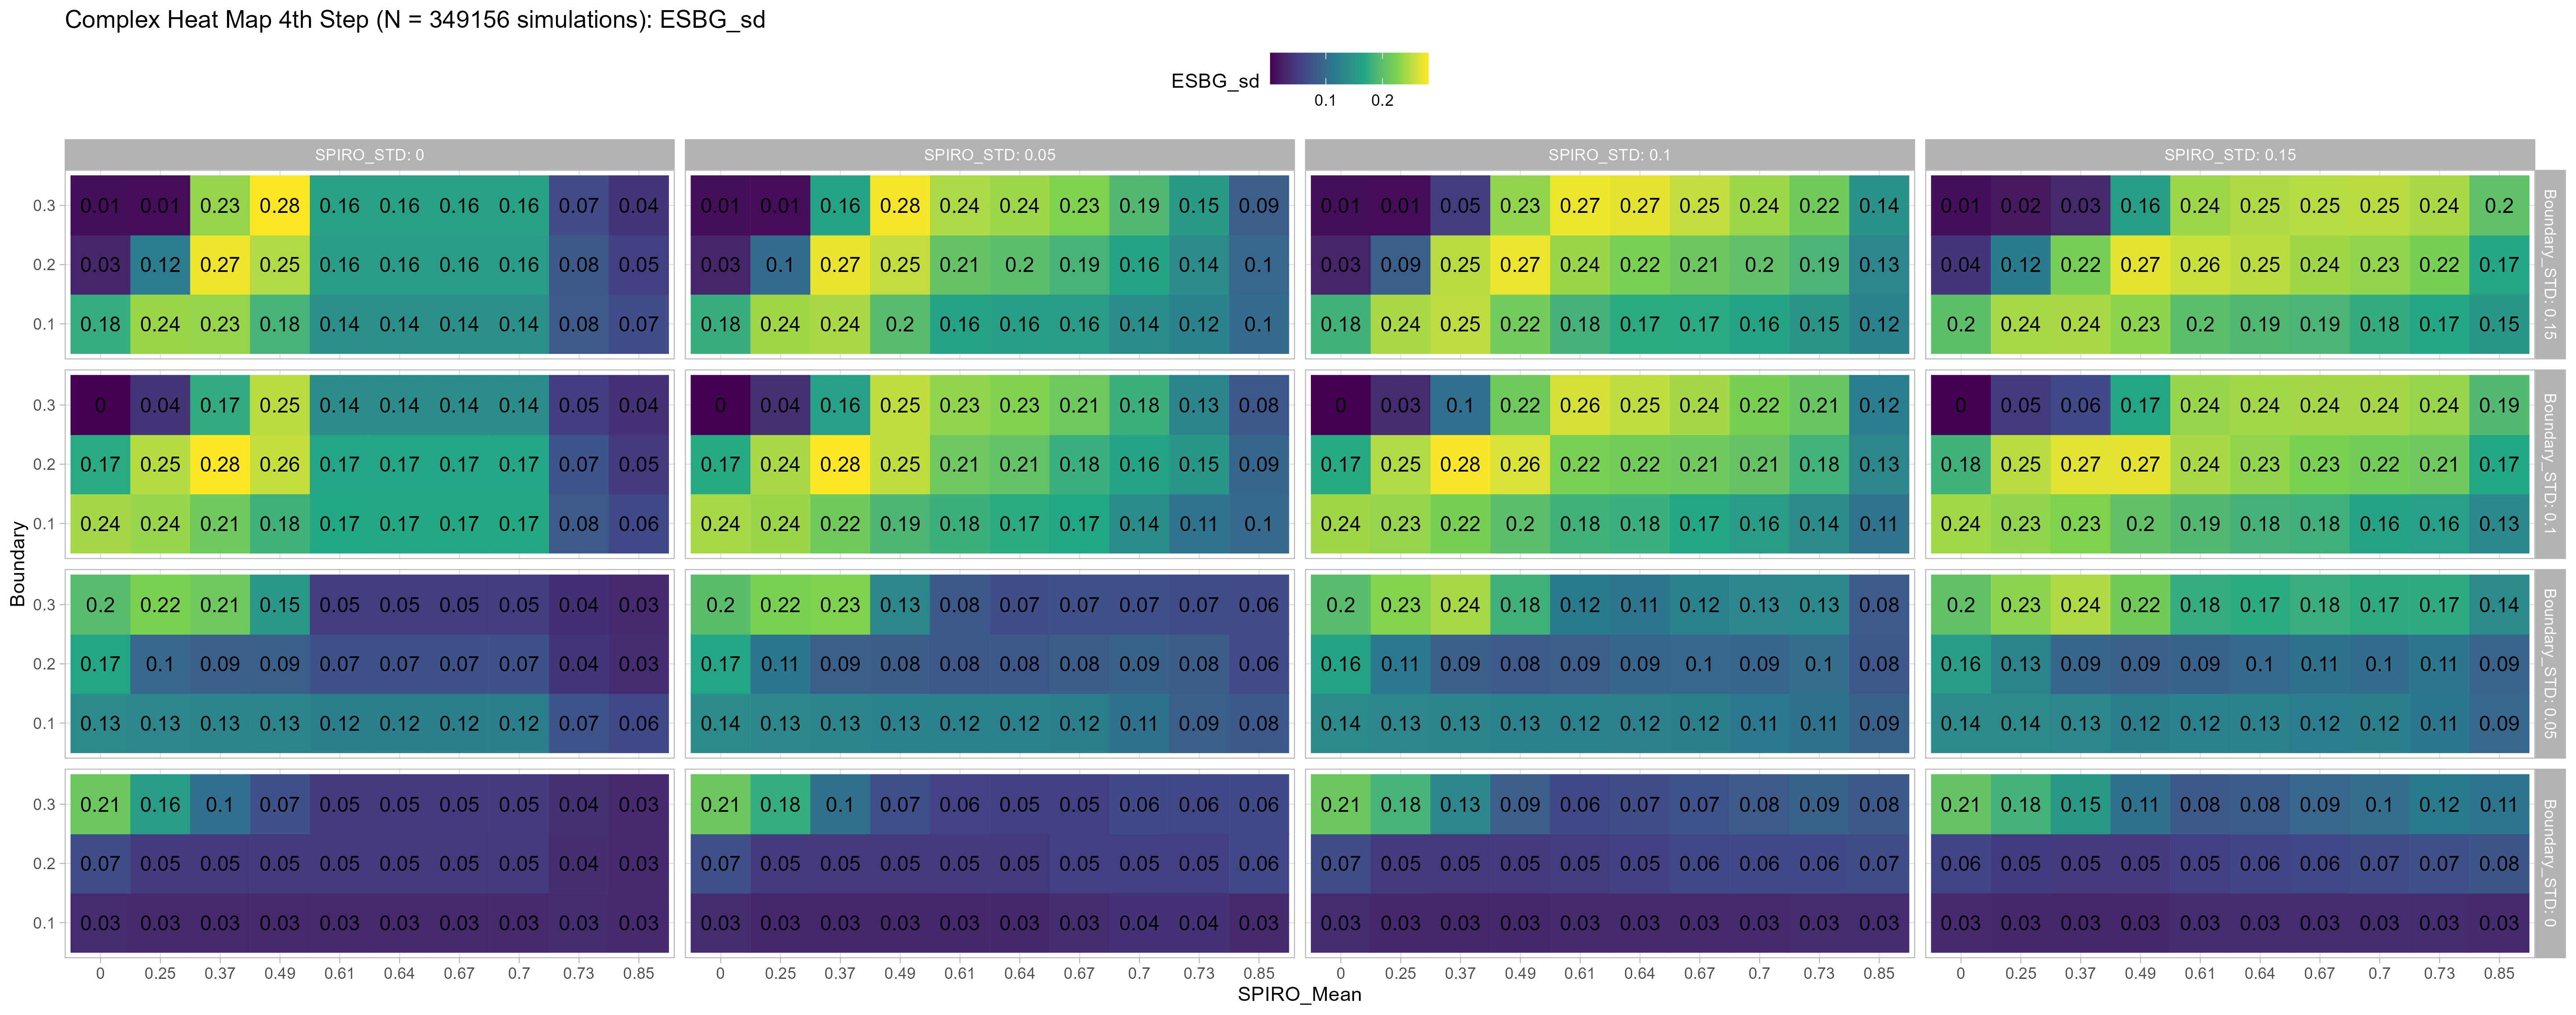 Complex Heat Map 4th Step (N = 349156 simulations): ESBG_sd
ESBG_sd
0.1 0.2
SPIRO_STD: 0 SPIRO_STD: 0.05 SPIRO_STD: 0.1 SPIRO_STD: 0.15
0.3 0.01 0.01 0.23 0.28 0.16 0.16 0.16 0.16 0.07 0.04 0.01 0.01 0.16 0.28 0.24 0.24 0.23 0.19 0.15 0.09 0.01 0.01 0.05 0.23 0.27 0.27 0.25 0.24 0.22 0.14 0.01 0.02 0.03 0.16 0.24 0.25 0.25 0.25 0.24 0.2
0.2 0.03 0.12 0.27 0.25 0.16 0.16 0.16 0.16 0.08 0.05 0.03 0.1 0.27 0.25 0.21 0.2 0.19 0.16 0.14 0.1 0.03 0.09 0.25 0.27 0.24 0.22 0.21 0.2 0.19 0.13 0.04 0.12 0.22 0.27 0.26 0.25 0.24 0.23 0.22 0.17
0.1 0.18 0.24 0.23 0.18 0.14 0.14 0.14 0.14 0.08 0.07 0.18 0.24 0.24 0.2 0.16 0.16 0.16 0.14 0.12 0.1 0.18 0.24 0.25 0.22 0.18 0.17 0.17 0.16 0.15 0.12 0.2 0.24 0.24 0.23 0.2 0.19 0.19 0.18 0.17 0.15
Boundary_STD: 0.15
0.3 0 0.04 0.17 0.25 0.14 0.14 0.14 0.14 0.05 0.04 0 0.04 0.16 0.25 0.23 0.23 0.21 0.18 0.13 0.08 0 0.03 0.1 0.22 0.26 0.25 0.24 0.22 0.21 0.12 0 0.05 0.06 0.17 0.24 0.24 0.24 0.24 0.24 0.19
0.2 0.17 0.25 0.28 0.26 0.17 0.17 0.17 0.17 0.07 0.05 0.17 0.24 0.28 0.25 0.21 0.21 0.18 0.16 0.15 0.09 0.17 0.25 0.28 0.26 0.22 0.22 0.21 0.21 0.18 0.13 0.18 0.25 0.27 0.27 0.24 0.23 0.23 0.22 0.21 0.17
0.1 0.24 0.24 0.21 0.18 0.17 0.17 0.17 0.17 0.08 0.06 0.24 0.24 0.22 0.19 0.18 0.17 0.17 0.14 0.11 0.1 0.24 0.23 0.22 0.2 0.18 0.18 0.17 0.16 0.14 0.11 0.24 0.23 0.23 0.2 0.19 0.18 0.18 0.16 0.16 0.13
Boundary_STD: 0.1
0.3 0.2 0.22 0.21 0.15 0.05 0.05 0.05 0.05 0.04 0.03 0.2 0.22 0.23 0.13 0.08 0.07 0.07 0.07 0.07 0.06 0.2 0.23 0.24 0.18 0.12 0.11 0.12 0.13 0.13 0.08 0.2 0.23 0.24 0.22 0.18 0.17 0.18 0.17 0.17 0.14
0.2 0.17 0.1 0.09 0.09 0.07 0.07 0.07 0.07 0.04 0.03 0.17 0.11 0.09 0.08 0.08 0.08 0.08 0.09 0.08 0.06 0.16 0.11 0.09 0.08 0.09 0.09 0.1 0.09 0.1 0.08 0.16 0.13 0.09 0.09 0.09 0.1 0.11 0.1 0.11 0.09
0.1 0.13 0.13 0.13 0.13 0.12 0.12 0.12 0.12 0.07 0.06 0.14 0.13 0.13 0.13 0.12 0.12 0.12 0.11 0.09 0.08 0.14 0.13 0.13 0.13 0.12 0.12 0.12 0.11 0.11 0.09 0.14 0.14 0.13 0.12 0.12 0.13 0.12 0.12 0.11 0.09
Boundary_STD: 0.05
0.3 0.21 0.16 0.1 0.07 0.05 0.05 0.05 0.05 0.04 0.03 0.21 0.18 0.1 0.07 0.06 0.05 0.05 0.06 0.06 0.06 0.21 0.18 0.13 0.09 0.06 0.07 0.07 0.08 0.09 0.08 0.21 0.18 0.15 0.11 0.08 0.08 0.09 0.1 0.12 0.11
0.2 0.07 0.05 0.05 0.05 0.05 0.05 0.05 0.05 0.04 0.03 0.07 0.05 0.05 0.05 0.05 0.05 0.05 0.05 0.05 0.06 0.07 0.05 0.05 0.05 0.05 0.06 0.06 0.06 0.06 0.07 0.06 0.05 0.05 0.05 0.05 0.06 0.06 0.07 0.07 0.08
0.1 0.03 0.03 0.03 0.03 0.03 0.03 0.03 0.03 0.03 0.03 0.03 0.03 0.03 0.03 0.03 0.03 0.03 0.04 0.04 0.03 0.03 0.03 0.03 0.03 0.03 0.03 0.03 0.03 0.03 0.03 0.03 0.03 0.03 0.03 0.03 0.03 0.03 0.03 0.03 0.03
Boundary_STD: 0
Boundary
0 0.25 0.37 0.49 0.61 0.64 0.67 0.7 0.73 0.85 0 0.25 0.37 0.49 0.61 0.64 0.67 0.7 0.73 0.85 0 0.25 0.37 0.49 0.61 0.64 0.67 0.7 0.73 0.85 0 0.25 0.37 0.49 0.61 0.64 0.67 0.7 0.73 0.85
SPIRO_Mean